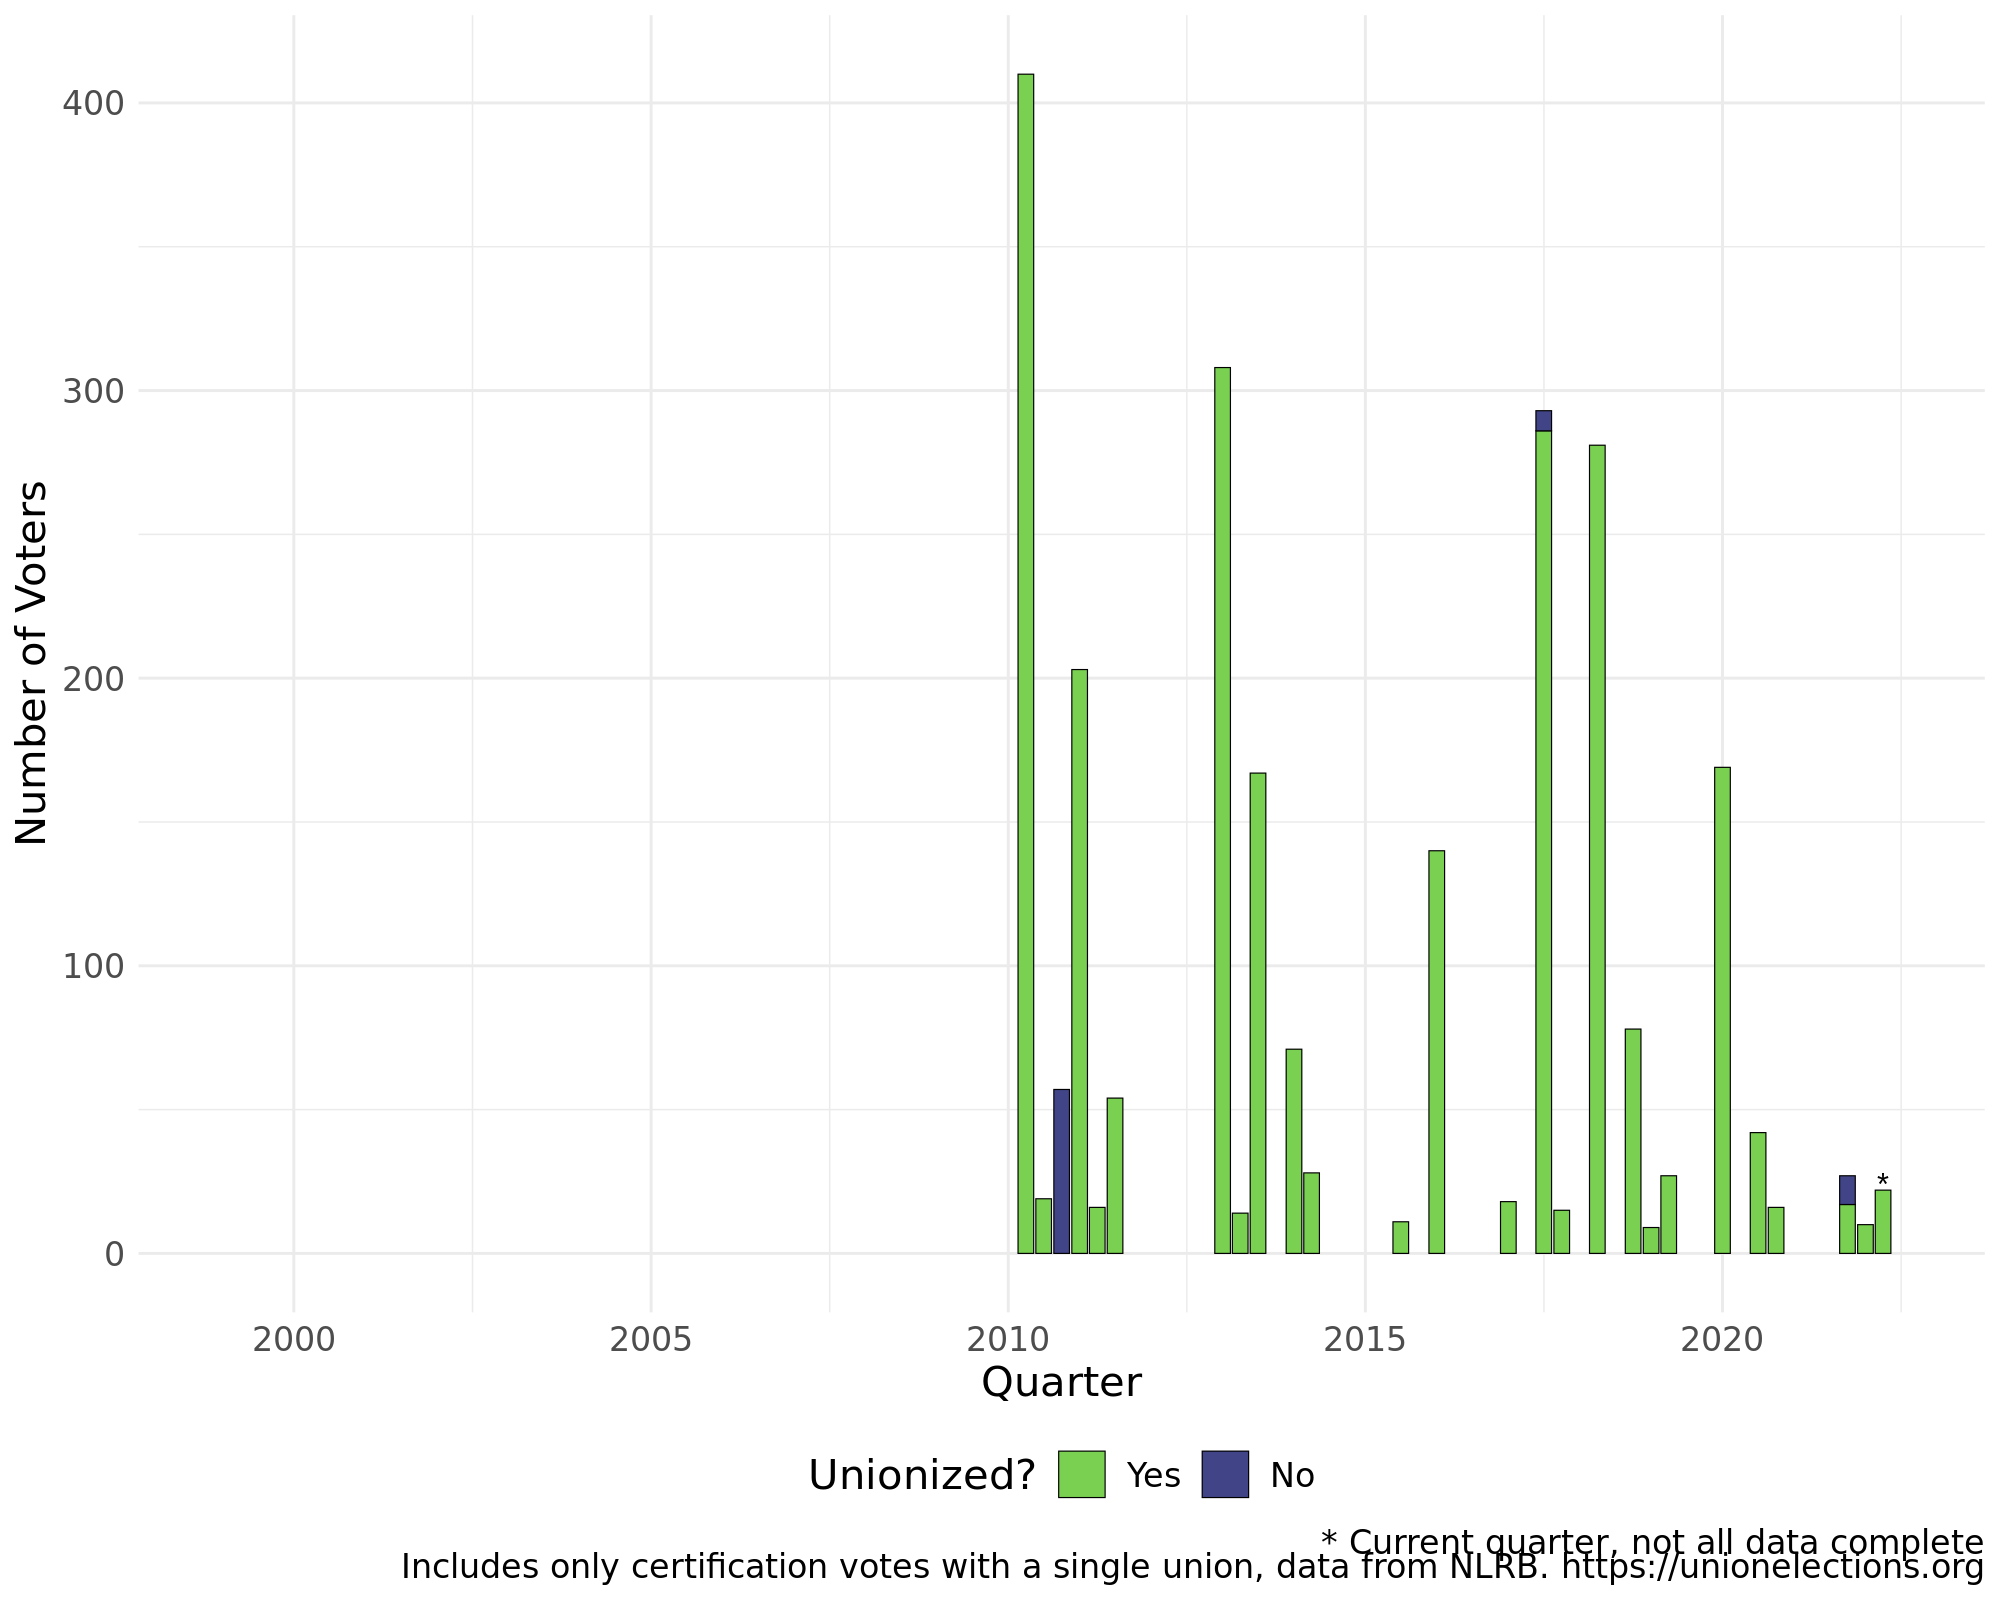 400
300
200
100
0
Number of Voters
*
2000 2005 2010 2015 2020
Quarter
Unionized? Yes No
* Current quarter, not all data complete
Includes only certification votes with a single union, data from NLRB. https://unionelections.org